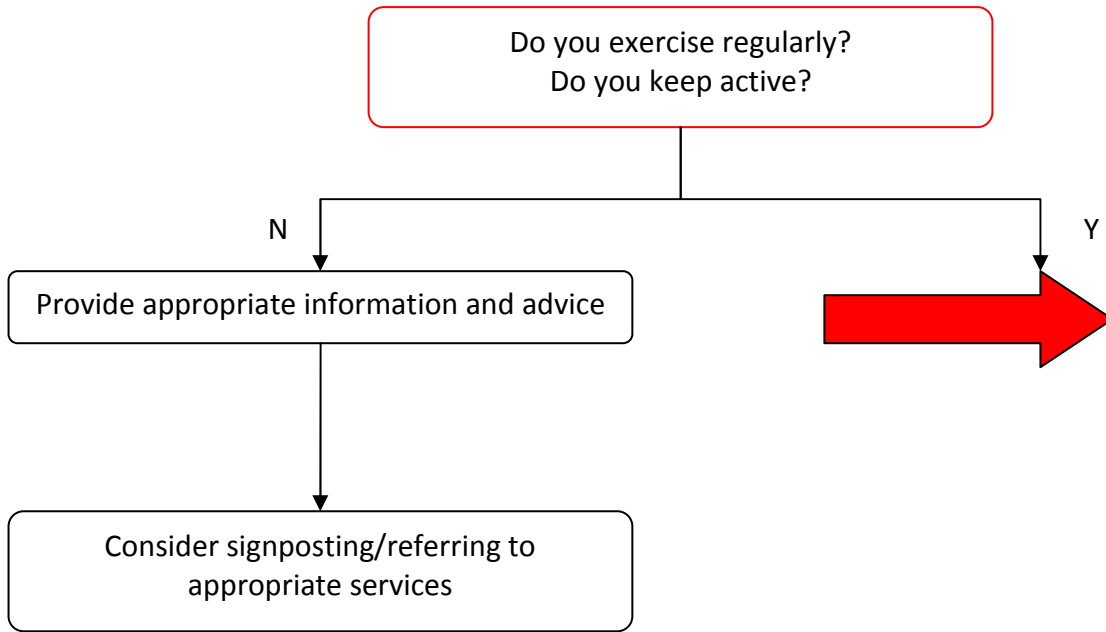 Do you exercise regularly?
Do you keep active?
N
Y
Provide appropriate information and advice
Consider signposting/referring to
appropriate services